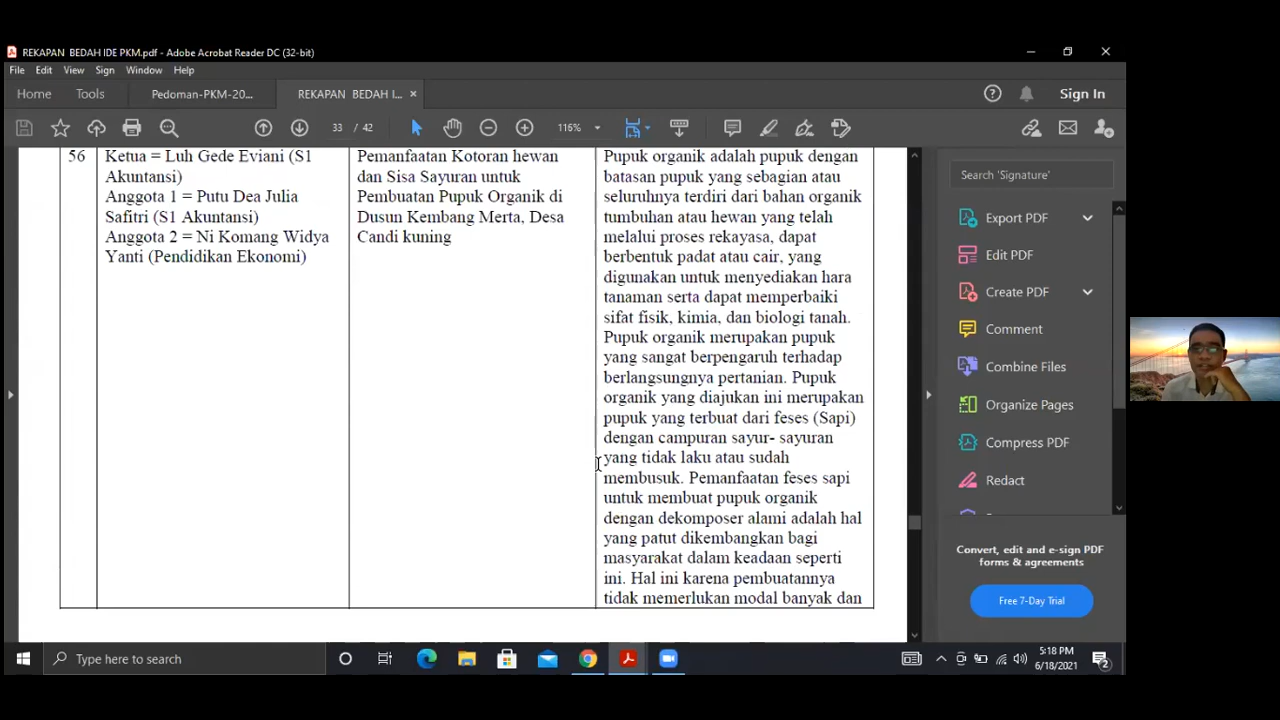 REKAPAN BEDAH IDE PKM.pdf - Adobe Acrobat Reader DC (32-bit)
File Edit View Sign Window Help
Home Tools Pedoman-PKM-20... REKAPAN BEDAH I... × Sign In
33 / 42 116%
56
Ketua = Luh Gede Eviani (S1
Akuntansi)
Anggota 1 = Putu Dea Julia
Safitri (S1 Akuntansi)
Anggota 2 = Ni Komang Widya
Yanti (Pendidikan Ekonomi)
Pemanfaatan Kotoran hewan
dan Sisa Sayuran untuk
Pembuatan Pupuk Organik di
Dusun Kembang Merta, Desa
Candi kuning
Pupuk organik adalah pupuk dengan
batasan pupuk yang sebagian atau
seluruhnya terdiri dari bahan organik
tumbuhan atau hewan yang telah
melalui proses rekayasa, dapat
berbentuk padat atau cair, yang
digunakan untuk menyediakan hara
tanaman serta dapat memperbaiki
sifat fisik, kimia, dan biologi tanah.
Pupuk organik merupakan pupuk
yang sangat berpengaruh terhadap
berlangsungnya pertanian. Pupuk
organik yang diajukan ini merupakan
pupuk yang terbuat dari feses (Sapi)
dengan campuran sayur- sayuran
yang tidak laku atau sudah
membusuk. Pemanfaatan feses sapi
untuk membuat pupuk organik
dengan dekomposer alami adalah hal
yang patut dikembangkan bagi
masyarakat dalam keadaan seperti
ini. Hal ini karena pembuatannya
tidak memerlukan modal banyak dan
Search 'Signature'
Export PDF
Edit PDF
Create PDF
Comment
Combine Files
Organize Pages
Compress PDF
Redact
Convert, edit and e-sign PDF
forms & agreements
Free 7-Day Trial
Type here to search
5:18 PM
6/18/2021
2